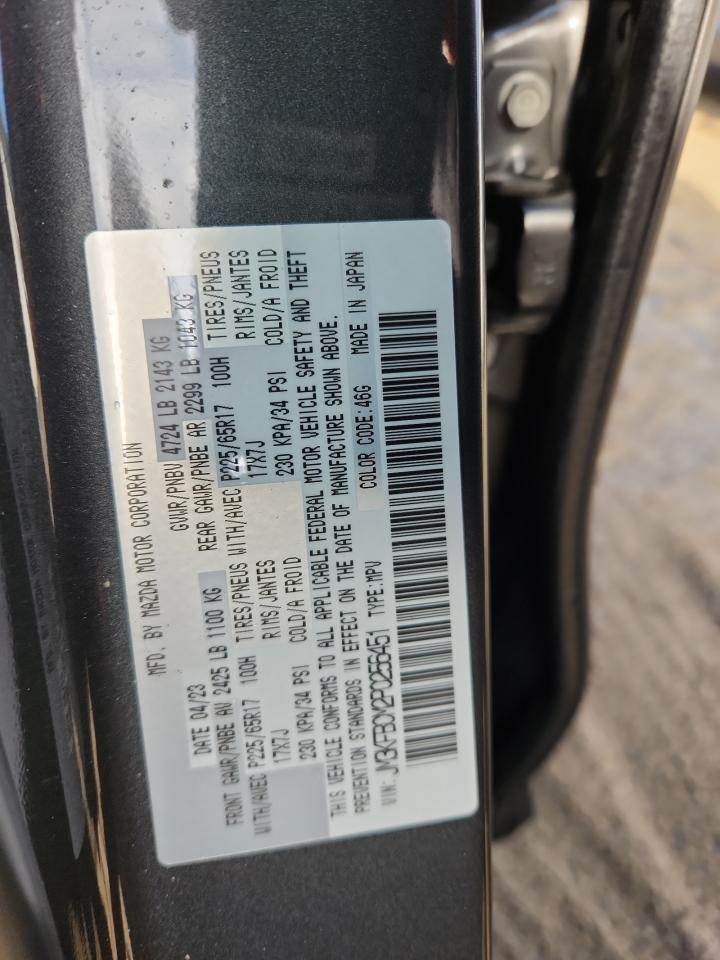 MFD. BY MAZDA MOTOR CORPORATION
DATE 04/23 GVWR/PNBV 4724 LB 2143 KG
FRONT GAWR/PNBE AV 2425 LB 1100 KG REAR GAWR/PNBE AR 2299 LB 1043 KG
WITH/AVEC P225/65R17 100H TIRES/PNEUS WITH/AVEC P225/65R17 100H TIRES/PNEUS
17X7J RIMS/JANTES 17X7J RIMS/JANTES
230 KPA/34 PSI COLD/A FROID 230 KPA/34 PSI COLD/A FROID
THIS VEHICLE CONFORMS TO ALL APPLICABLE FEDERAL MOTOR VEHICLE SAFETY AND THEFT
PREVENTION STANDARDS IN EFFECT ON THE DATE OF MANUFACTURE SHOWN ABOVE.
VIN: JM3KFBCM2P0256451 TYPE:MPV COLOR CODE:46G MADE IN JAPAN